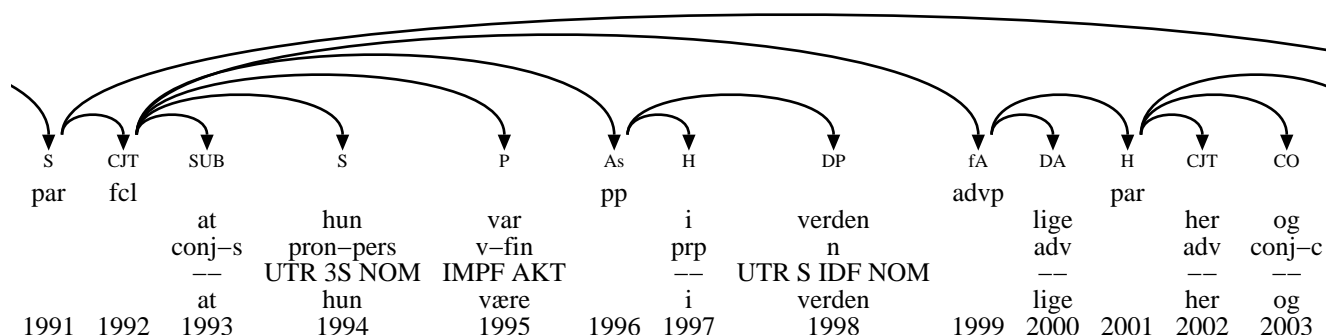 S CJT SUB S P As H DP fA DA H CJT CO
par fcl pp advp par
at hun var i verden lige her og
conj−s pron−pers v−fin prp n adv adv conj−c
−− UTR 3S NOM IMPF AKT −− UTR S IDF NOM −− −− −−
at hun være i verden lige her og
1991 1992 1993 1994 1995 1996 1997 1998 1999 2000 2001 2002 2003